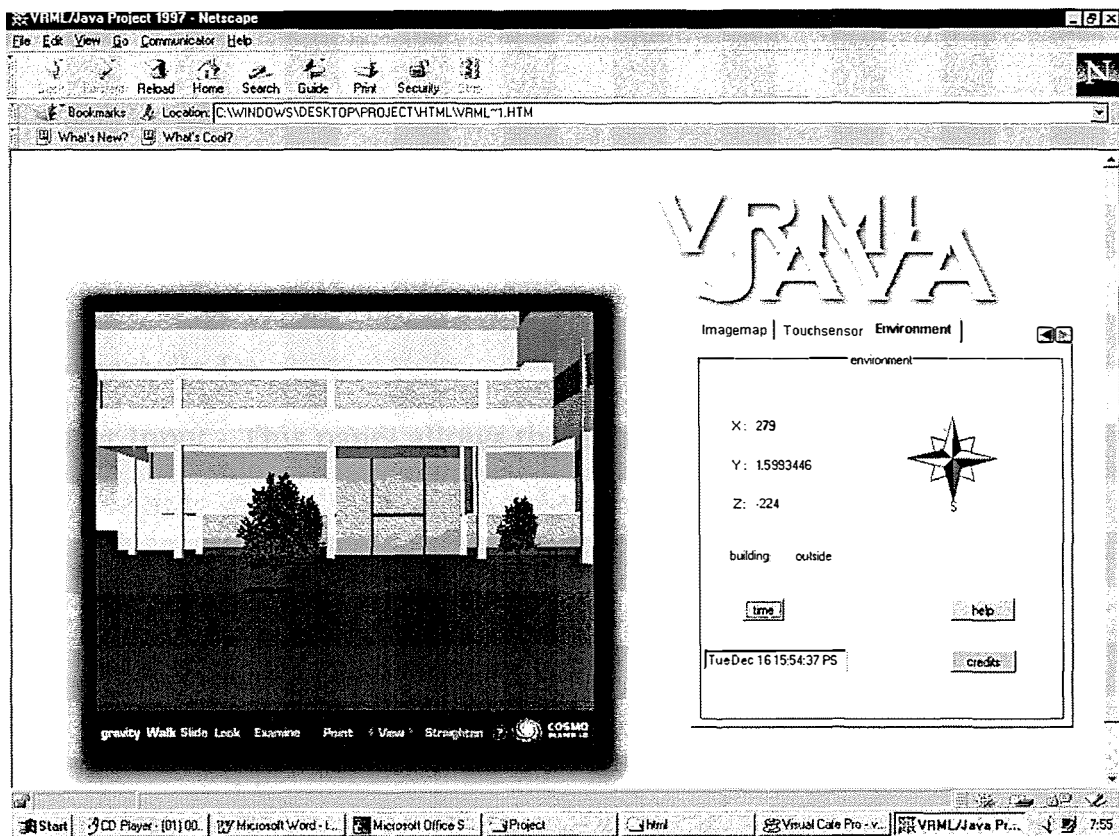 VRML/Java Project 1997 - Netscape
File Edit View Go Communicator Help
Reload Home Search Guide Print Security
Bookmarks Location: C:\WINDOWS\DESKTOP\PROJECT\HTML\VRML~1.HTM
What's New? What's Cool?
N
VRML
JAVA
Imagemap Touchsensor Environment
environment
X: 279
Y: 1.5993446
Z: -224
S
building: outside
time help
Tue Dec 16 15:54:37 PS
credits
gravity Walk Slide Look Examine Point < View > Straighten ? COSMO
Start CD Player - [01] 00... Microsoft Word - L... Microsoft Office S... Project html Visual Cafe Pro - v... VRML/Java Pr... 7:55